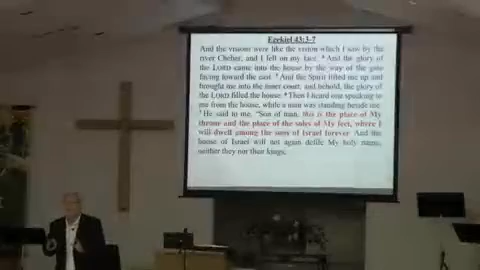 Ezekiel 43:3-7
And the visions were like the vision which I saw by the
river Chebar, and I fell on my face. ⁴ And the glory
of the LORD came into the house by the way of the gate
facing toward the east. ⁵ And the Spirit lifted me up and
brought me into the inner court; and behold, the glory of
the LORD filled the house. ⁶ Then I heard one speaking to
me from the house, while a man was standing beside me.
⁷ He said to me, "Son of man, this is the place of My
throne and the place of the soles of My feet, where I
will dwell among the sons of Israel forever. And the
house of Israel will not again defile My holy name,
neither they nor their kings,